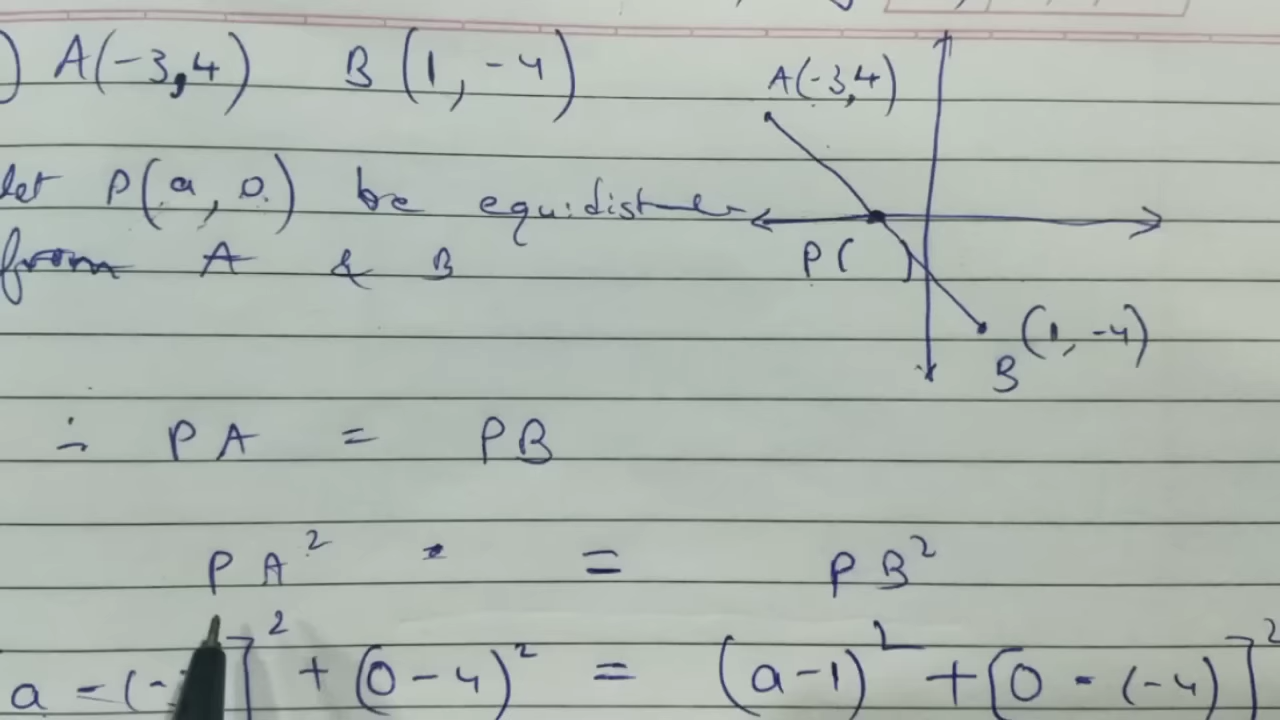 ) A(-3,4) B (1, -4)
A(-3,4)
let P(a, 0.) be
from A & B
P( )
(1, -4)
B
∴ PA = PB
PA² = PB²
a - (- ]² + (0-4)² = (a-1)² + [0 - (-4)]²